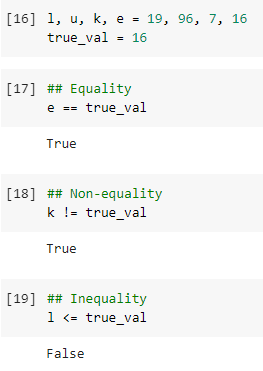 [16] l, u, k, e = 19, 96, 7, 16
true_val = 16
[17] ## Equality
e == true_val
True
[18] ## Non-equality
k != true_val
True
[19] ## Inequality
l <= true_val
False